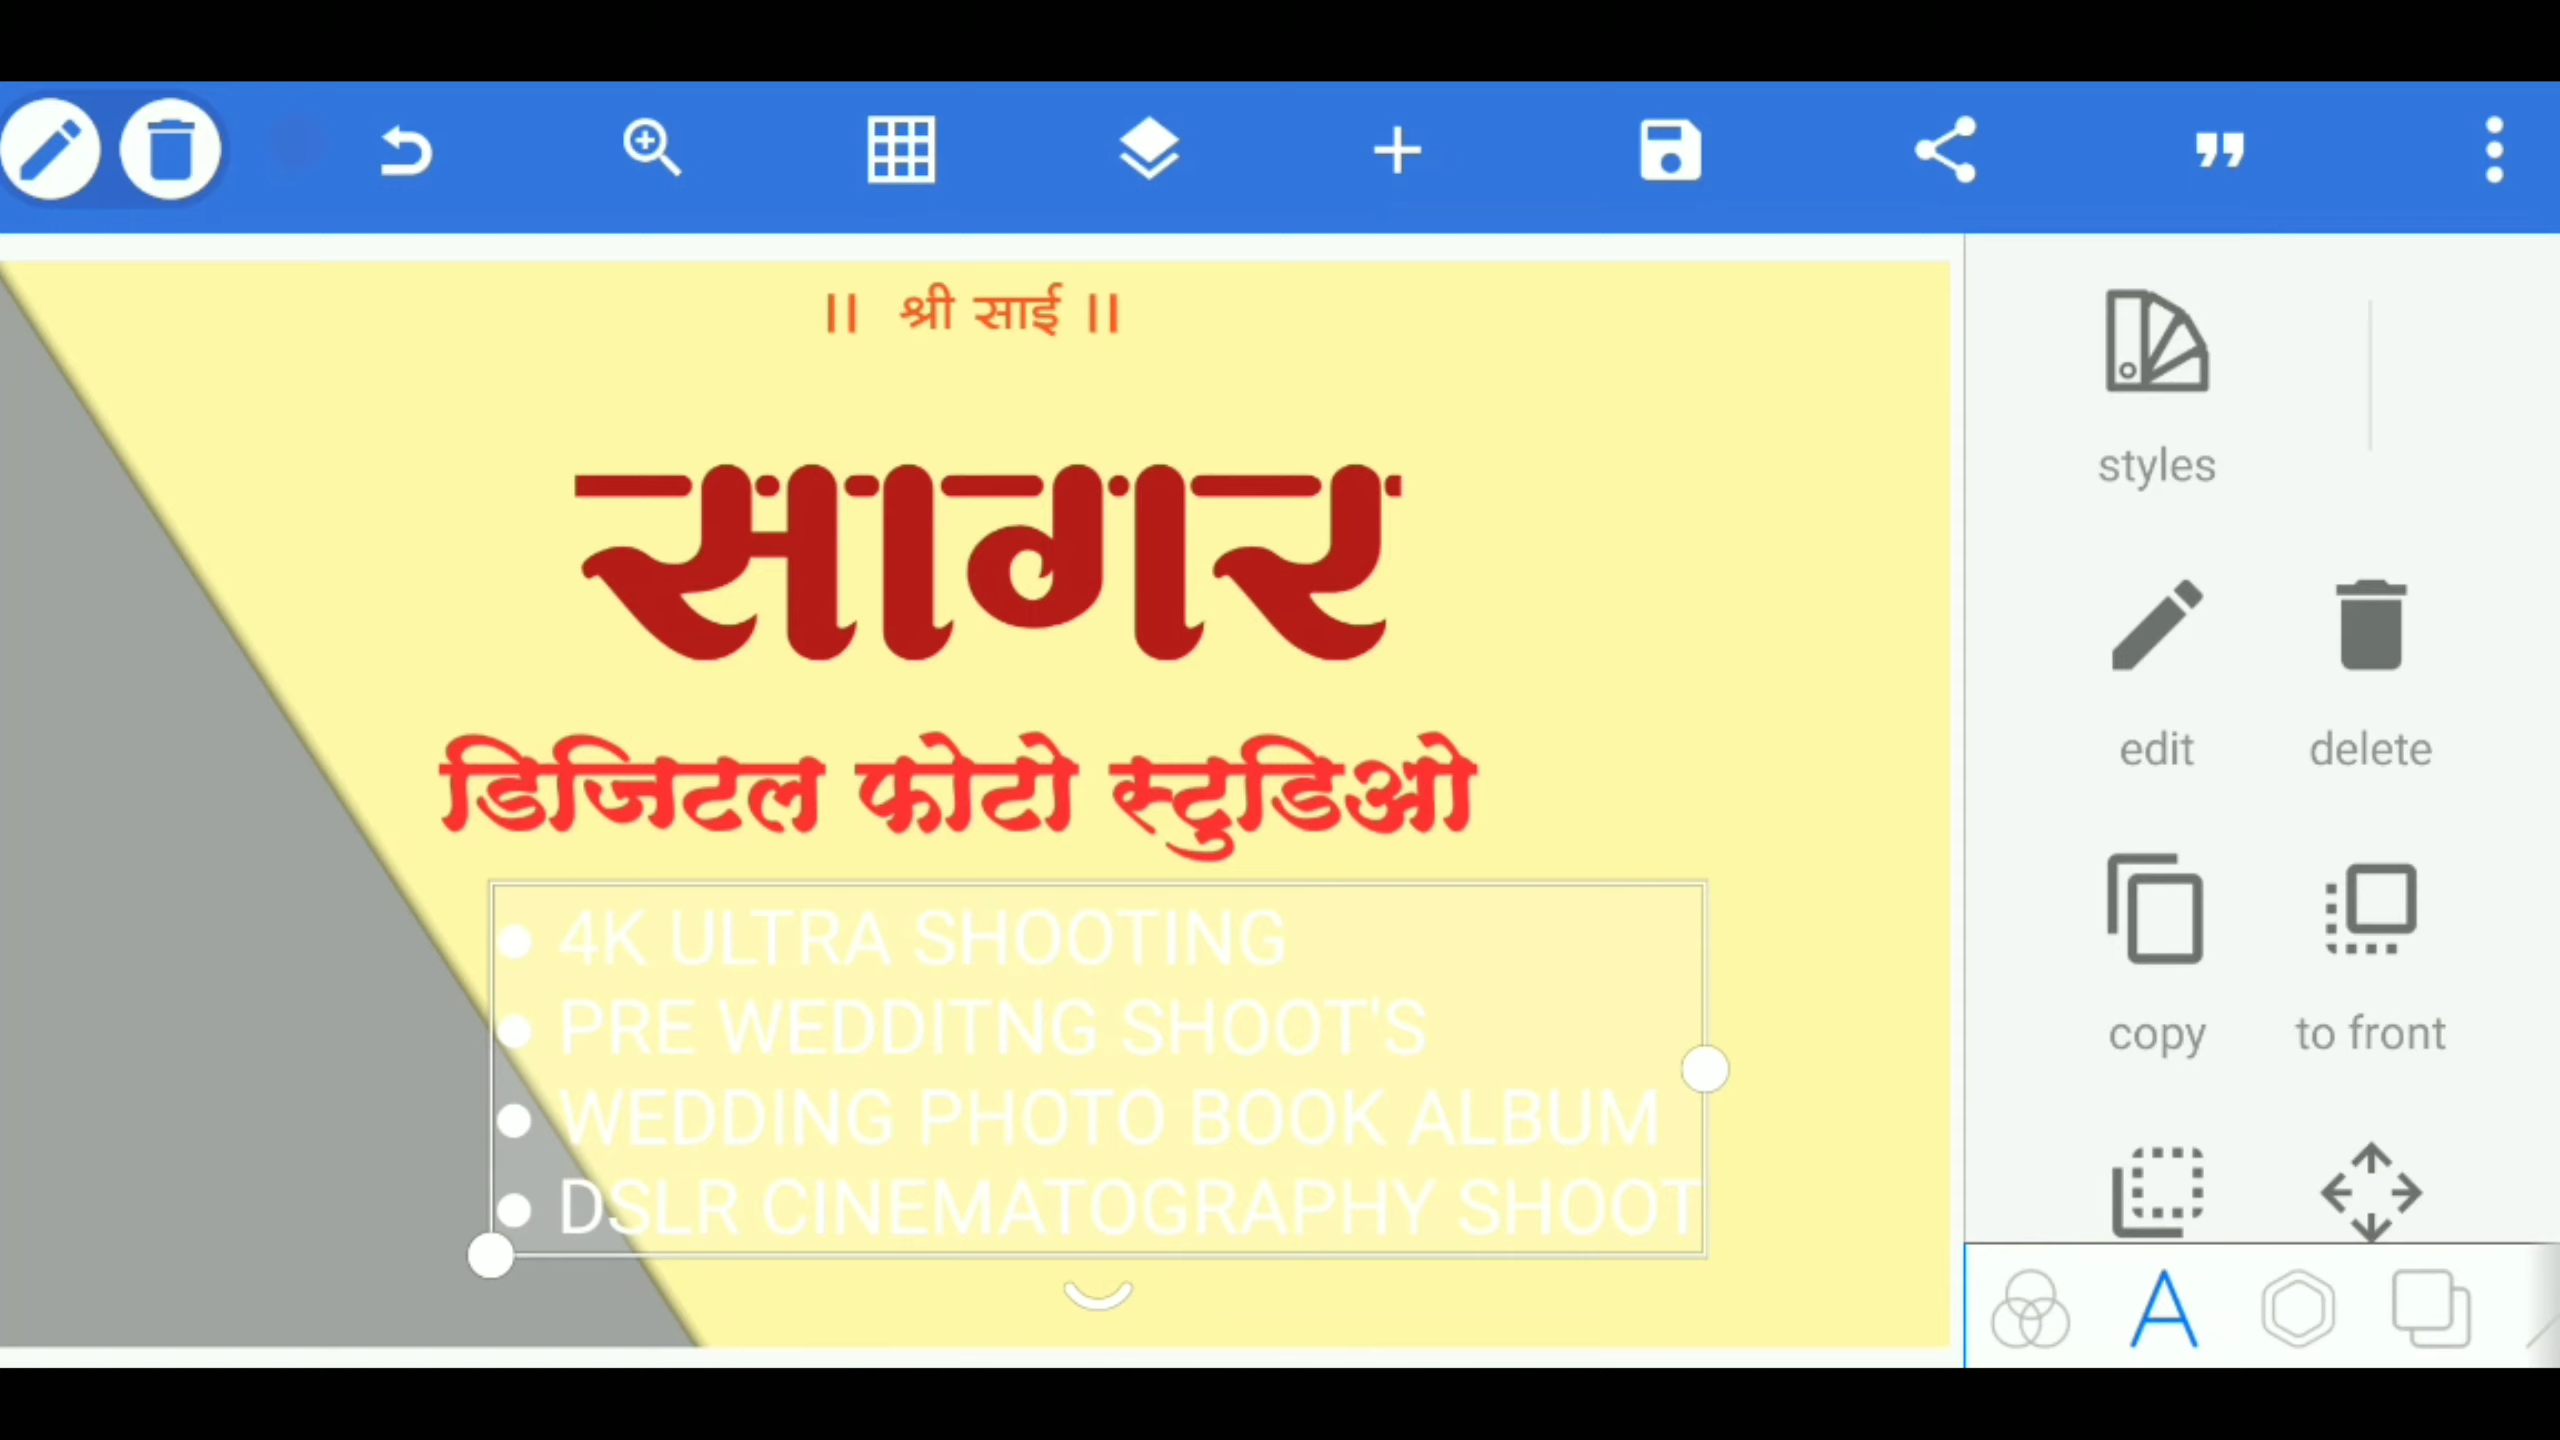 ।। श्री साई ।।
सागर
डिजिटल फोटो स्टुडिओ
● 4K ULTRA SHOOTING
● PRE WEDDITNG SHOOT'S
● WEDDING PHOTO BOOK ALBUM
● DSLR CINEMATOGRAPHY SHOOT
styles
edit delete
copy to front